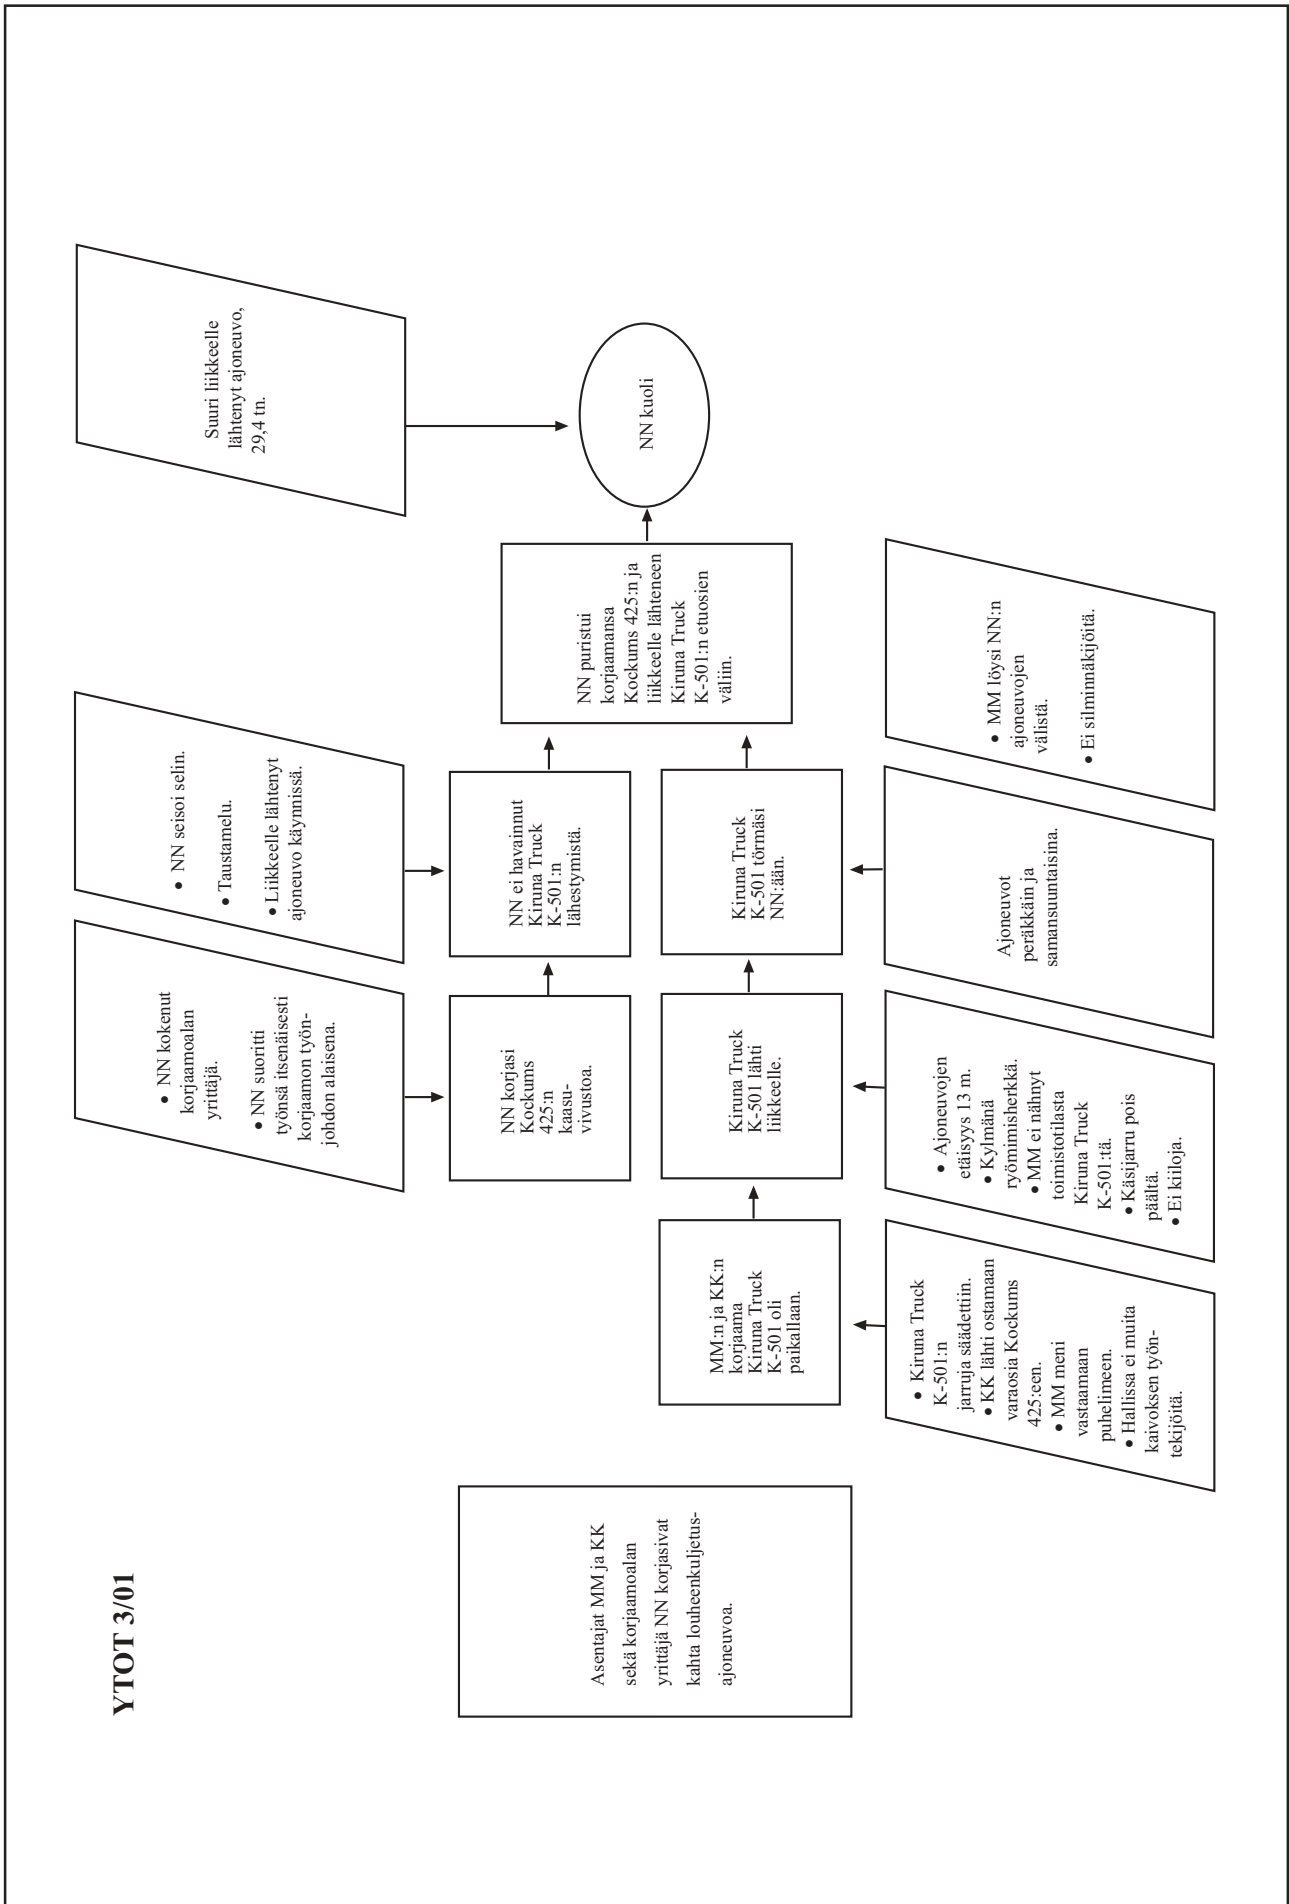 YTOT 3/01
Asentajat MM ja KK
sekä korjaamoalan
yrittäjä NN korjasivat
kahta louheenkuljetus-
ajoneuvoa.
MM:n ja KK:n
korjaama
Kiruna Truck
K-501 oli
paikallaan.
• Kiruna Truck
K-501:n
jarruja säädettiin.
• KK lähti ostamaan
varaosia Kockums
425:een.
• MM meni
vastaamaan
puhelimeen.
• Hallissa ei muita
kaivoksen työn-
tekijöitä.
• NN kokenut
korjaamoalan
yrittäjä.
• NN suoritti
työnsä itsenäisesti
korjaamon työn-
johdon alaisena.
NN korjasi
Kockums
425:n
kaasu-
vivustoa.
Kiruna Truck
K-501 lähti
liikkeelle.
• Ajoneuvojen
etäisyys 13 m.
• Kylmänä
ryömimisherkkä.
• MM ei nähnyt
toimistotilasta
Kiruna Truck
K-501:tä.
• Käsijarru pois
päältä.
• Ei kiiloja.
• NN seisoi selin.
• Taustamelu.
• Liikkeelle lähtenyt
ajoneuvo käynnissä.
NN ei havainnut
Kiruna Truck
K-501:n
lähestymistä.
Kiruna Truck
K-501 törmäsi
NN:ään.
Ajoneuvot
peräkkäin ja
samansuuntaisina.
NN puristui
korjaamansa
Kockums 425:n ja
liikkeelle lähteneen
Kiruna Truck
K-501:n etuosien
väliin.
• MM löysi NN:n
ajoneuvojen
välistä.
• Ei silminnäkijöitä.
Suuri liikkeelle
lähtenyt ajoneuvo,
29,4 tn.
NN kuoli